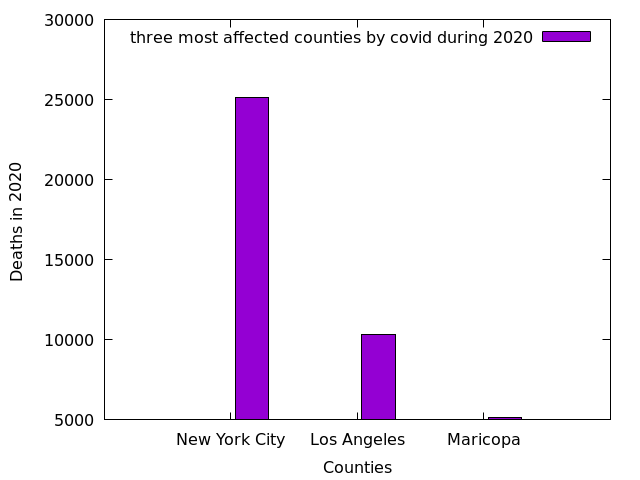 three most affected counties by covid during 2020
30000
25000
20000
15000
10000
5000
Deaths in 2020
New York City
Los Angeles
Maricopa
Counties